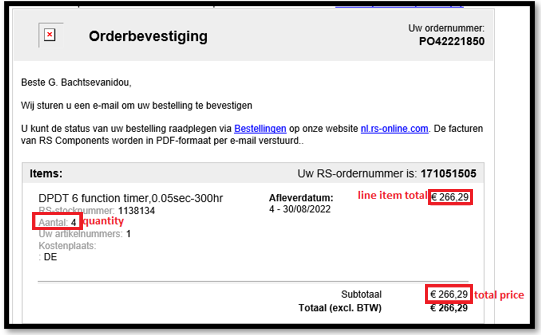 Orderbevestiging
Uw ordernummer:
PO42221850
Beste G. Bachtsevanidou,
Wij sturen u een e-mail om uw bestelling te bevestigen
U kunt de status van uw bestelling raadplegen via Bestellingen op onze website nl.rs-online.com. De facturen
van RS Components worden in PDF-formaat per e-mail verstuurd..
Items:
Uw RS-ordernummer is: 171051505
DPDT 6 function timer,0.05sec-300hr
Afleverdatum:
line item total
€ 266,29
RS-stocknummer: 1138134
4 - 30/08/2022
Aantal: 4
quantity
Uw artikelnummers: 1
Kostenplaats:
: DE
Subtotaal
€ 266,29
total price
Totaal (excl. BTW)
€ 266,29